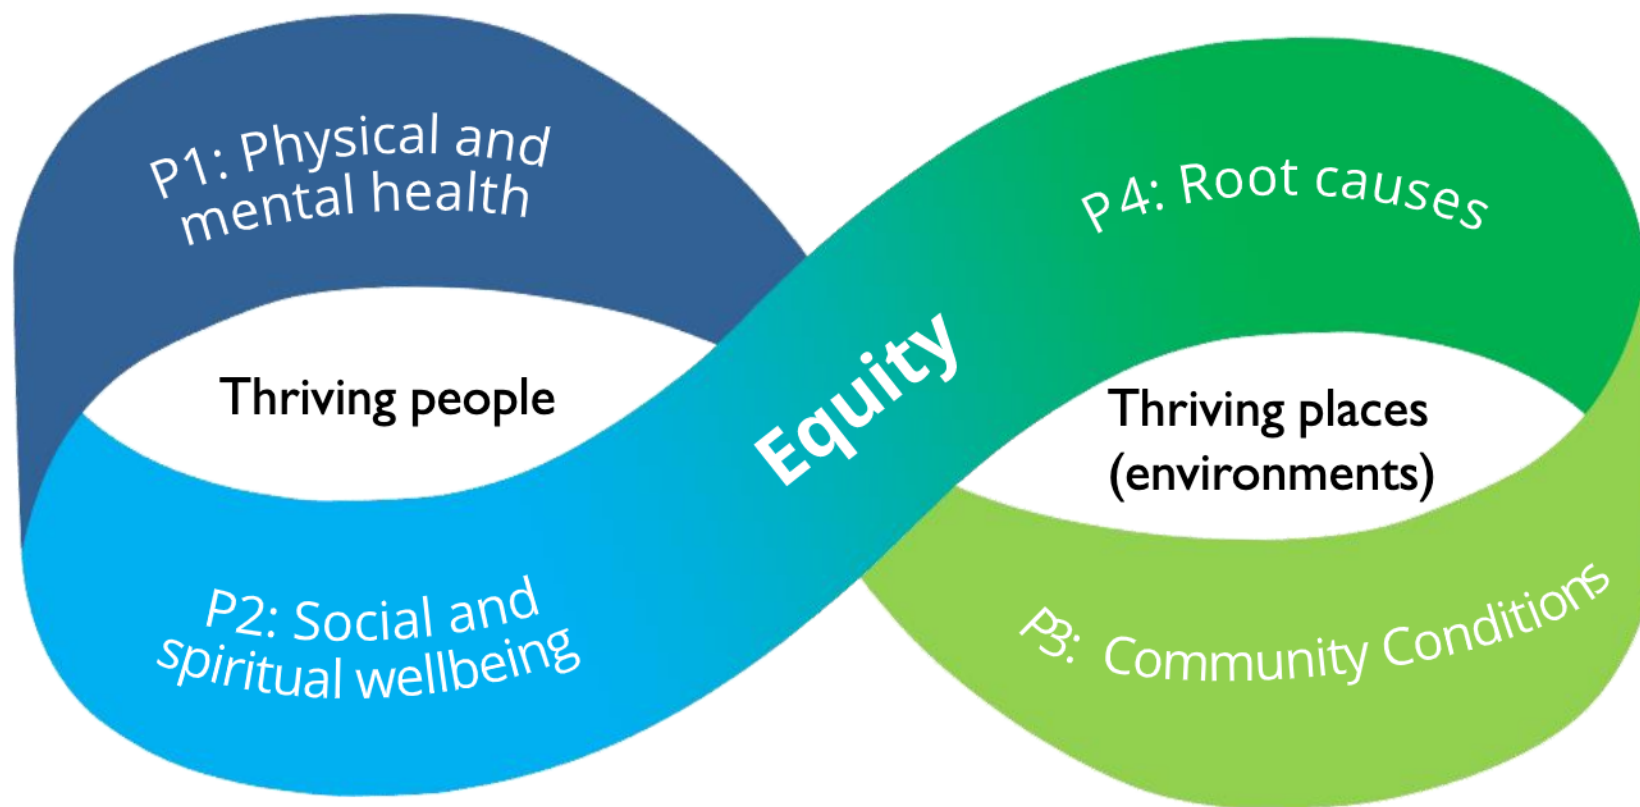 P1: Physical and
mental health
Thriving people
P2: Social and
spiritual wellbeing
Equity
P4: Root causes
Thriving places
(environments)
P3: Community Conditions